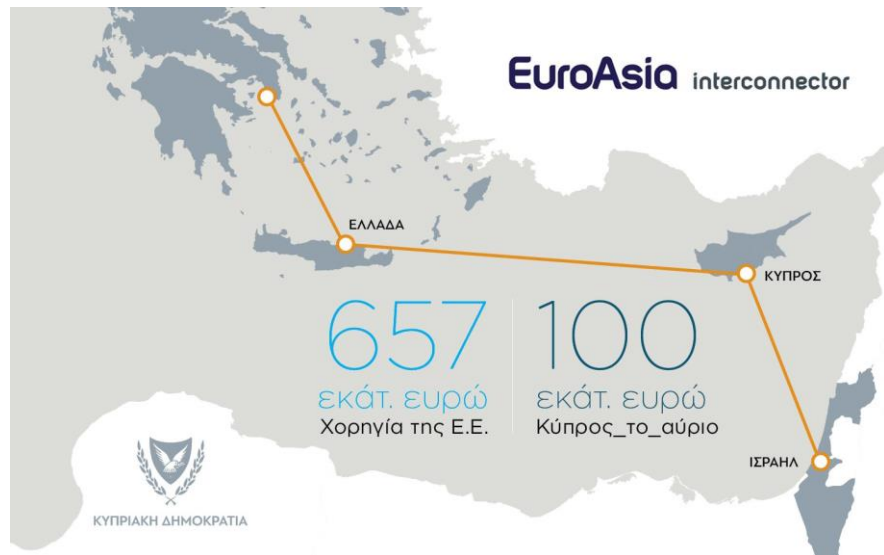 EuroAsia interconnector
ΕΛΛΑΔΑ
ΚΥΠΡΟΣ
657
εκάτ. ευρώ
Χορηγία της Ε.Ε.
100
εκάτ. ευρώ
Κύπρος_το_αύριο
ΙΣΡΑΗΛ
ΚΥΠΡΙΑΚΗ ΔΗΜΟΚΡΑΤΙΑ